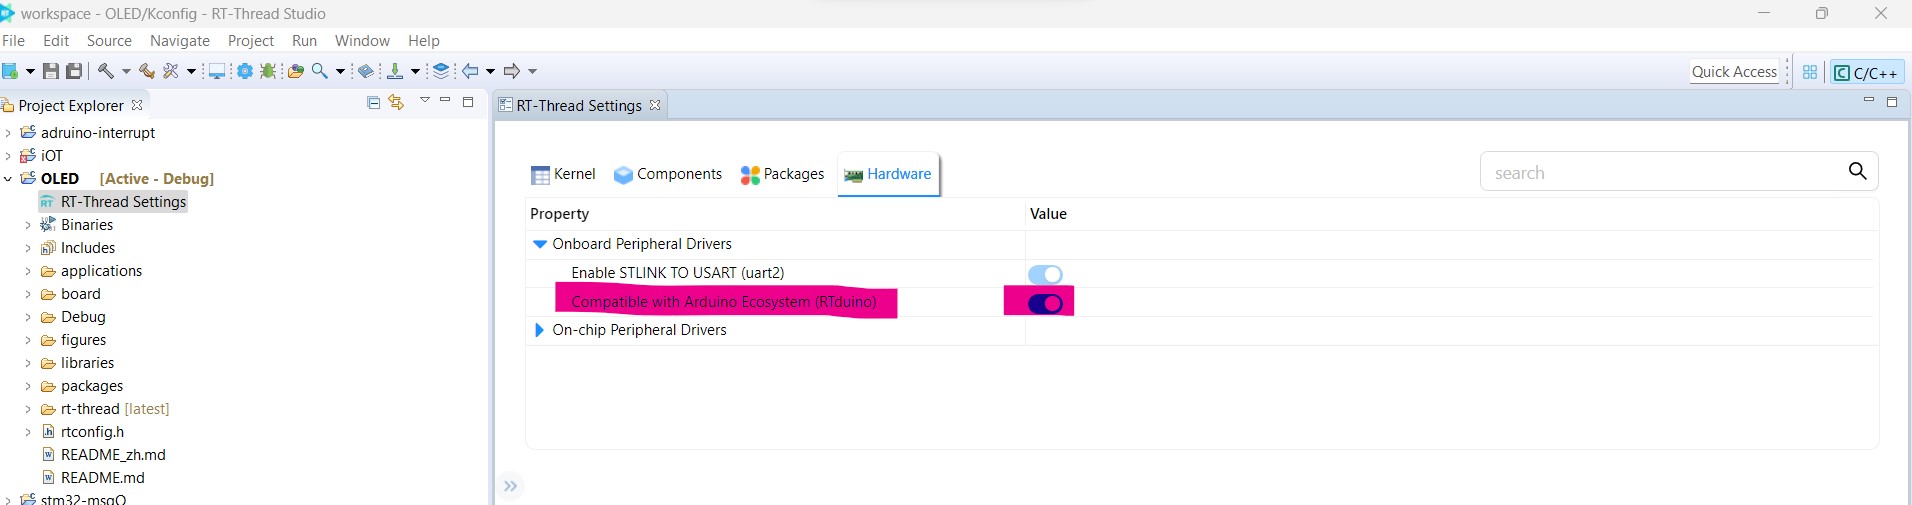 workspace - OLED/Kconfig - RT-Thread Studio
File Edit Source Navigate Project Run Window Help
Quick Access
C/C++
Project Explorer
RT-Thread Settings
adruino-interrupt
iOT
OLED [Active - Debug]
RT-Thread Settings
Binaries
Includes
applications
board
Debug
figures
libraries
packages
rt-thread [latest]
rtconfig.h
README_zh.md
README.md
stm32-msgQ
Kernel Components Packages Hardware
search
Property Value
Onboard Peripheral Drivers
Enable STLINK TO USART (uart2)
Compatible with Arduino Ecosystem (RTduino)
On-chip Peripheral Drivers